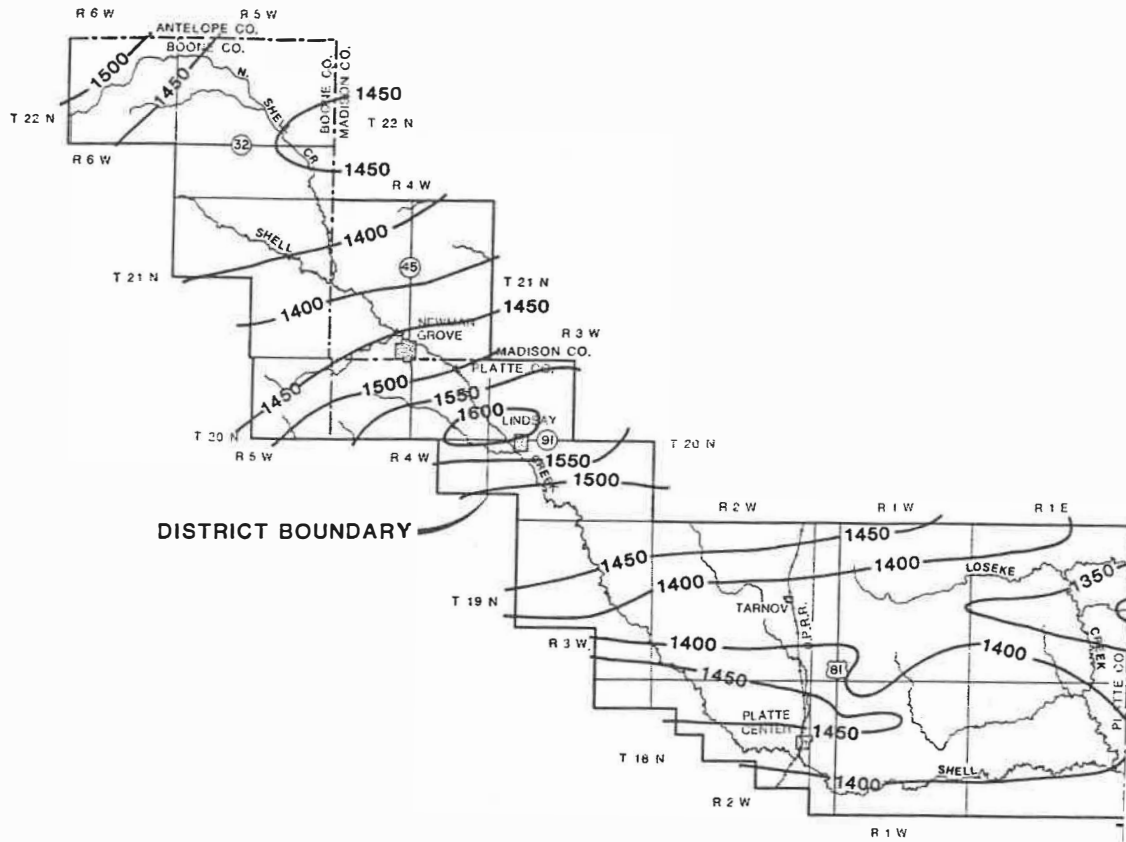 R 6 W
R 5 W
ANTELOPE CO.
BOONE CO.
1500
1450
N.
SHELL
CR.
BOONE CO.
MADISON CO.
1450
T 22 N
T 22 N
32
R 6 W
1450
R 4 W
SHELL
1400
45
T 21 N
T 21 N
1400
1450
NEWMAN
GROVE
R 3 W
MADISON CO.
PLATTE CO.
1500
1450
1550
1600
LINDSAY
T 20 N
91
T 20 N
R 5 W
R 4 W
1550
CREEK
1500
DISTRICT BOUNDARY
R 2 W
R 1 W
R 1 E
1450
1400
LOSEKE
1350
T 19 N
TARNOV
U.P.R.R.
R 3 W.
1400
1400
CREEK
PLATTE CO.
81
1450
PLATTE
CENTER
1450
T 18 N
SHELL
1400
R 2 W
R 1 W